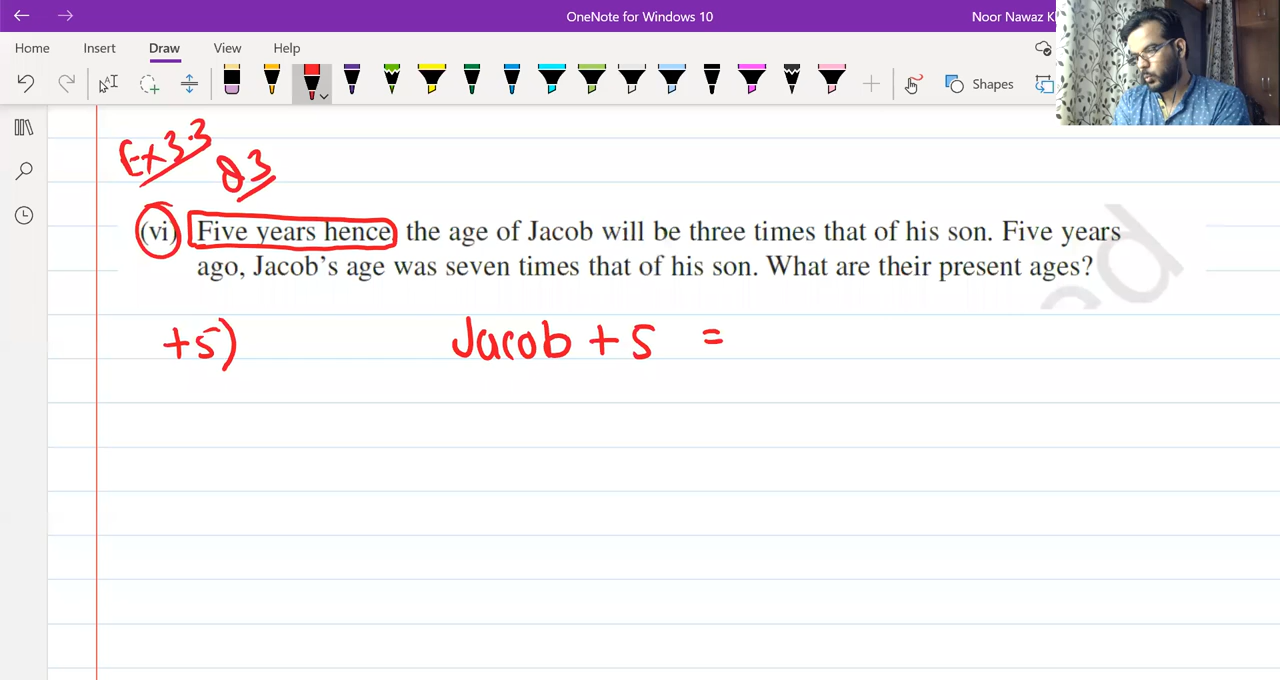 OneNote for Windows 10
Noor Nawaz
Home Insert Draw View Help
Shapes
Ex 3.3
Q3
(vi) Five years hence, the age of Jacob will be three times that of his son. Five years
ago, Jacob's age was seven times that of his son. What are their present ages?
+5) Jacob + 5 =